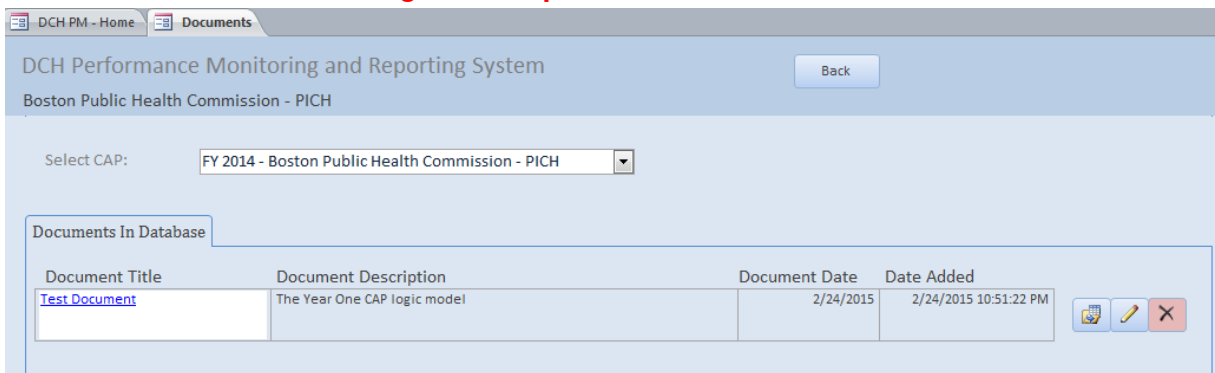 DCH PM - Home Documents
DCH Performance Monitoring and Reporting System
Back
Boston Public Health Commission - PICH
Select CAP: FY 2014 - Boston Public Health Commission - PICH
Documents In Database
Document Title Document Description Document Date Date Added
Test Document The Year One CAP logic model 2/24/2015 2/24/2015 10:51:22 PM